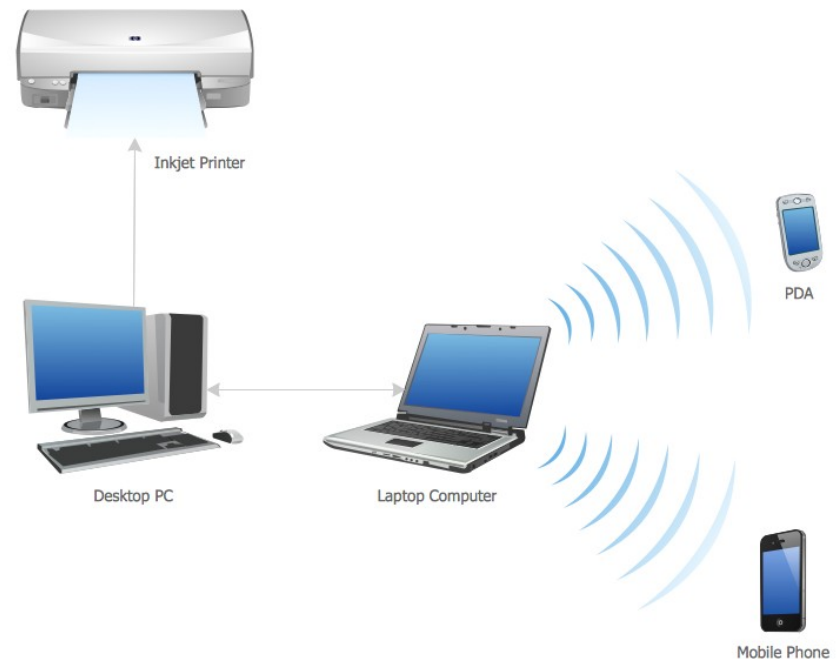 Inkjet Printer
PDA
Desktop PC
Laptop Computer
Mobile Phone